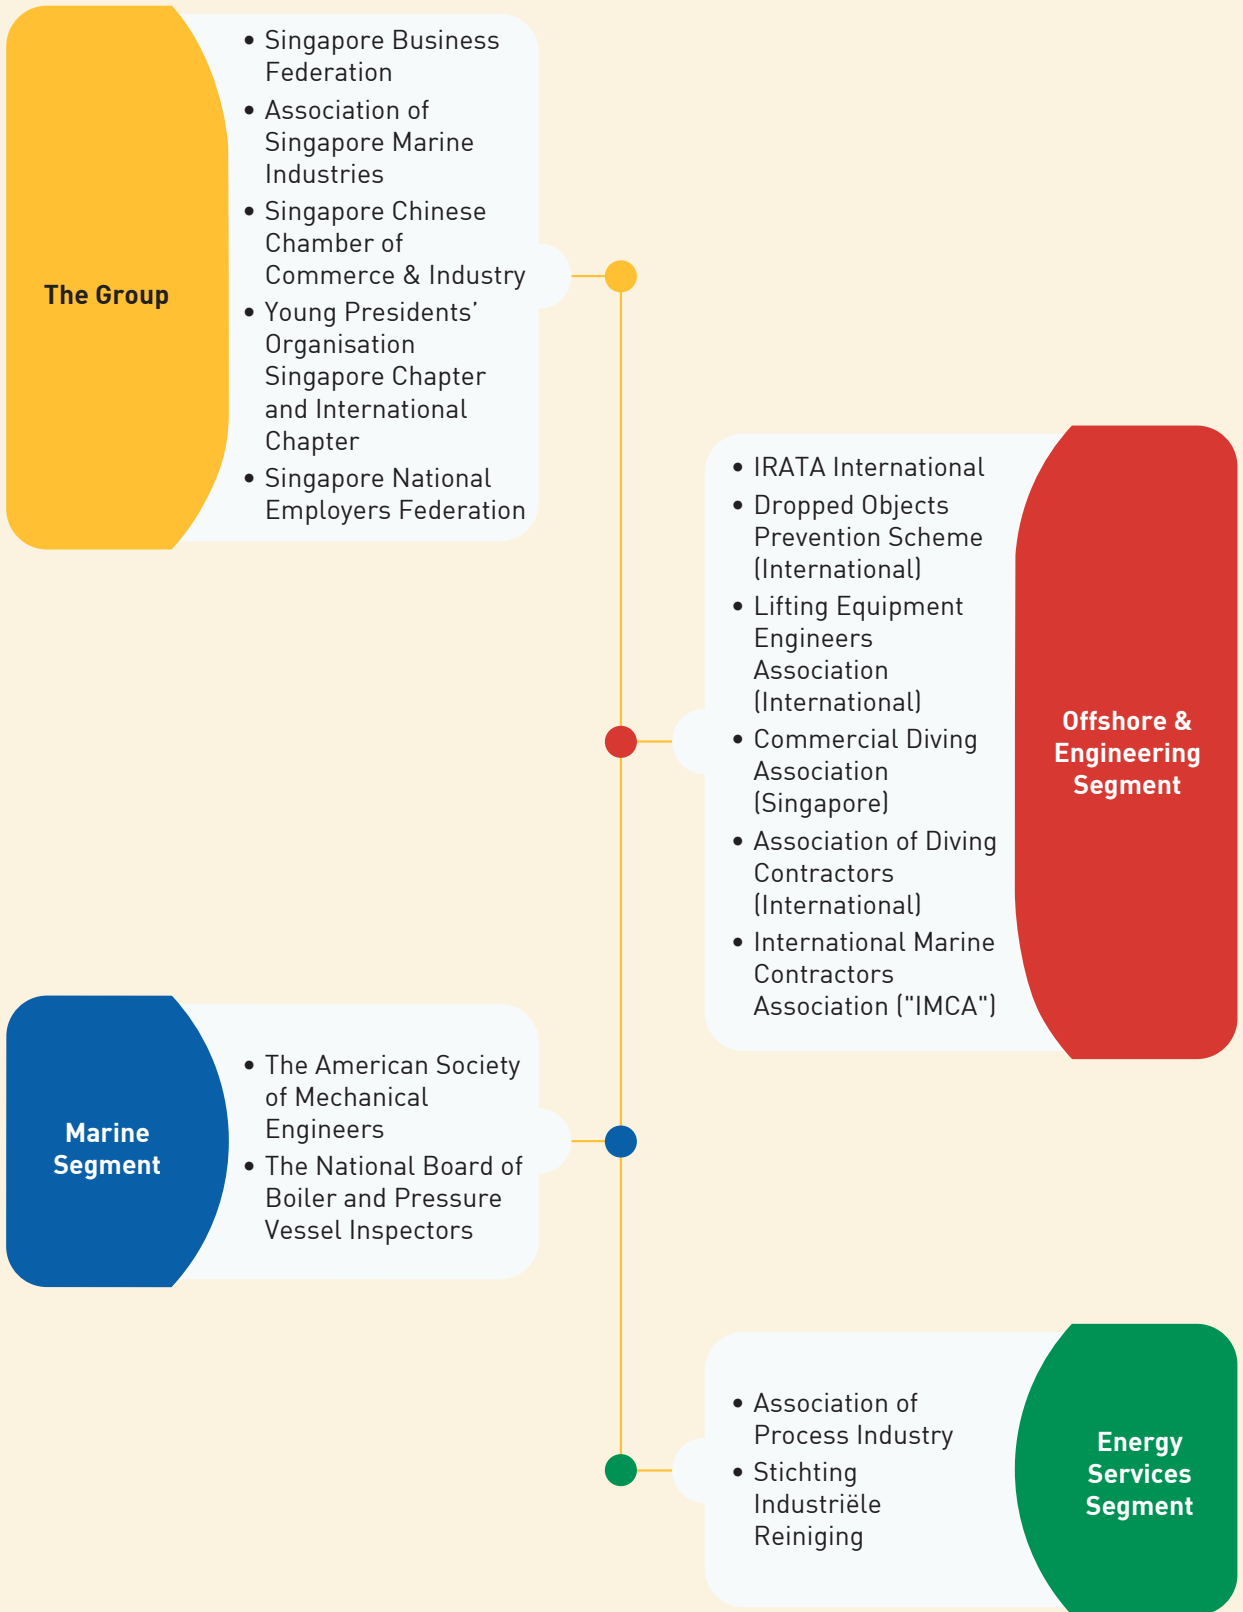 The Group
• Singapore Business
Federation
• Association of
Singapore Marine
Industries
• Singapore Chinese
Chamber of
Commerce & Industry
• Young Presidents’
Organisation
Singapore Chapter
and International
Chapter
• Singapore National
Employers Federation
• IRATA International
• Dropped Objects
Prevention Scheme
(International)
• Lifting Equipment
Engineers
Association
(International)
• Commercial Diving
Association
(Singapore)
• Association of Diving
Contractors
(International)
• International Marine
Contractors
Association ("IMCA")
Offshore &
Engineering
Segment
Marine
Segment
• The American Society
of Mechanical
Engineers
• The National Board of
Boiler and Pressure
Vessel Inspectors
• Association of
Process Industry
• Stichting
Industriële
Reiniging
Energy
Services
Segment